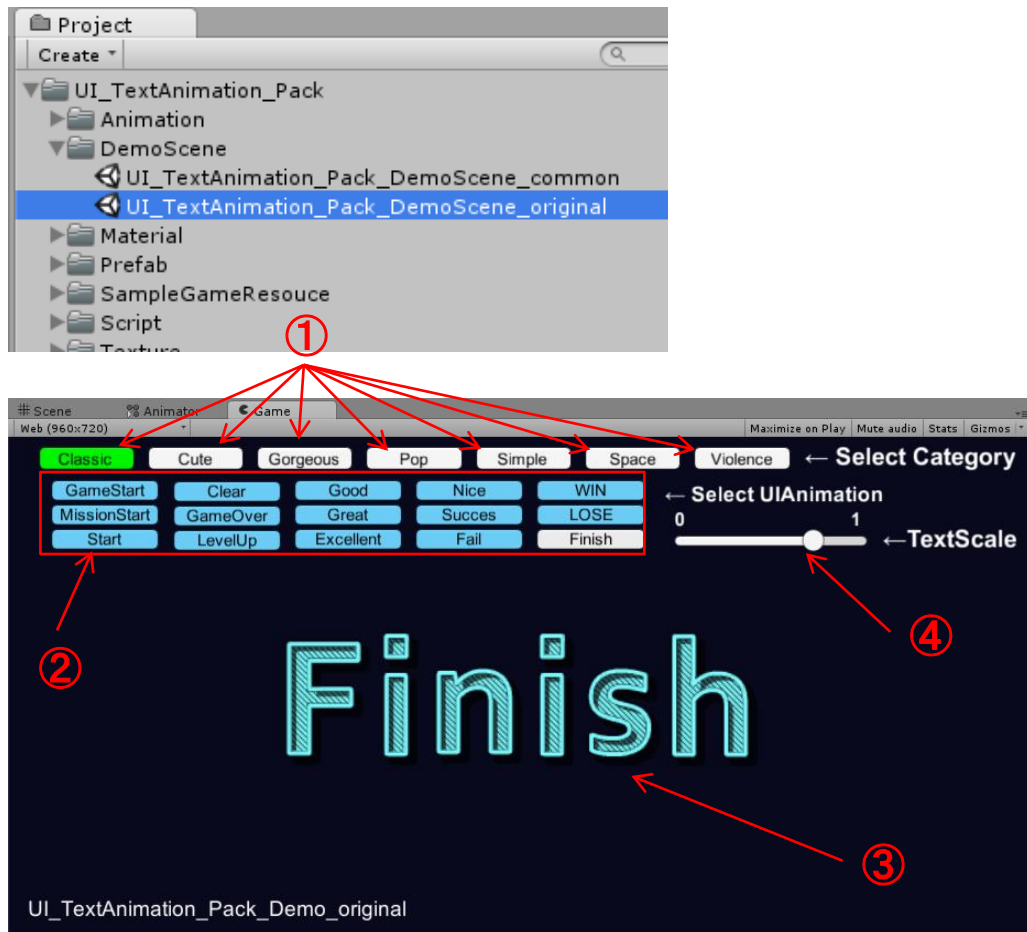 Project
Create
UI_TextAnimation_Pack
Animation
DemoScene
UI_TextAnimation_Pack_DemoScene_common
UI_TextAnimation_Pack_DemoScene_original
Material
Prefab
SampleGameResouce
Script
Texture
①
Scene Animator Game
Web (960x720) Maximize on Play Mute audio Stats Gizmos
Classic Cute Gorgeous Pop Simple Space Violence ← Select Category
GameStart Clear Good Nice WIN ← Select UIAnimation
MissionStart GameOver Great Succes LOSE 0 1
Start LevelUp Excellent Fail Finish ←TextScale
②
④
Finish
③
UI_TextAnimation_Pack_Demo_original